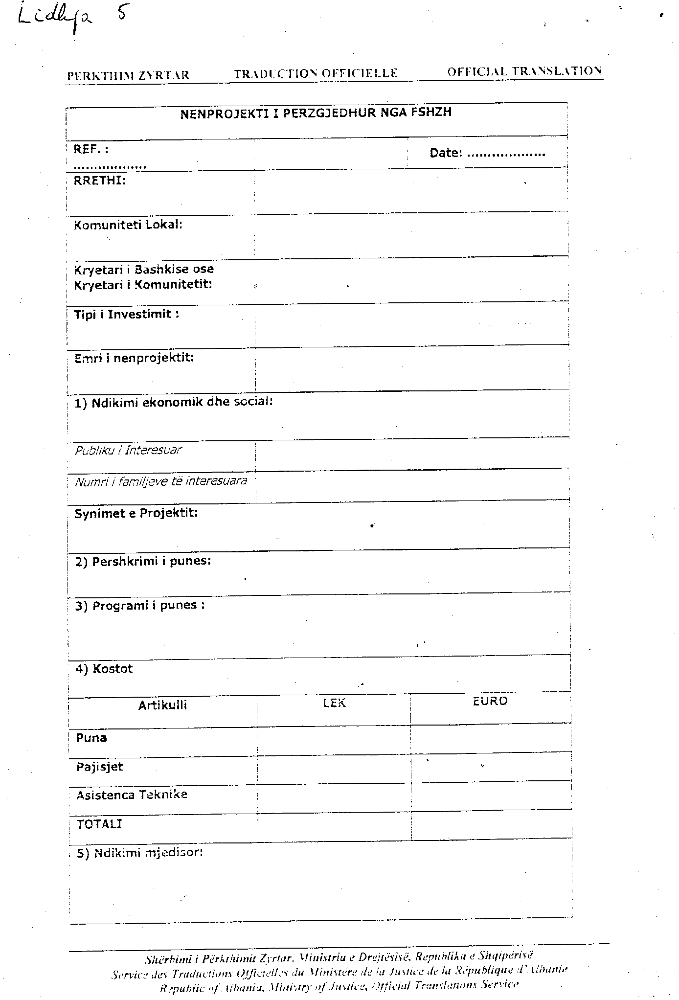 Lidhja 5
PERKTHIM ZYRTAR TRADUCTION OFFICIELLE OFFICIAL TRANSLATION
NENPROJEKTI I PERZGJEDHUR NGA FSHZH
REF. : Date: ...................
..................
RRETHI:
Komuniteti Lokal:
Kryetari i Bashkise ose
Kryetari i Komunitetit:
Tipi i Investimit :
Emri i nenprojektit:
1) Ndikimi ekonomik dhe social:
Publiku i Interesuar
Numri i familjeve të interesuara
Synimet e Projektit:
2) Pershkrimi i punes:
3) Programi i punes :
4) Kostot
Artikulli LEK EURO
Puna
Pajisjet
Asistenca Teknike
TOTALI
5) Ndikimi mjedisor:
Shërbimi i Përkthimit Zyrtar, Ministria e Drejtësisë, Republika e Shqipërisë
Service des Traductions Officielles du Ministére de la Justice de la République d'Albanie
Republic of Albania, Ministry of Justice, Official Translations Service